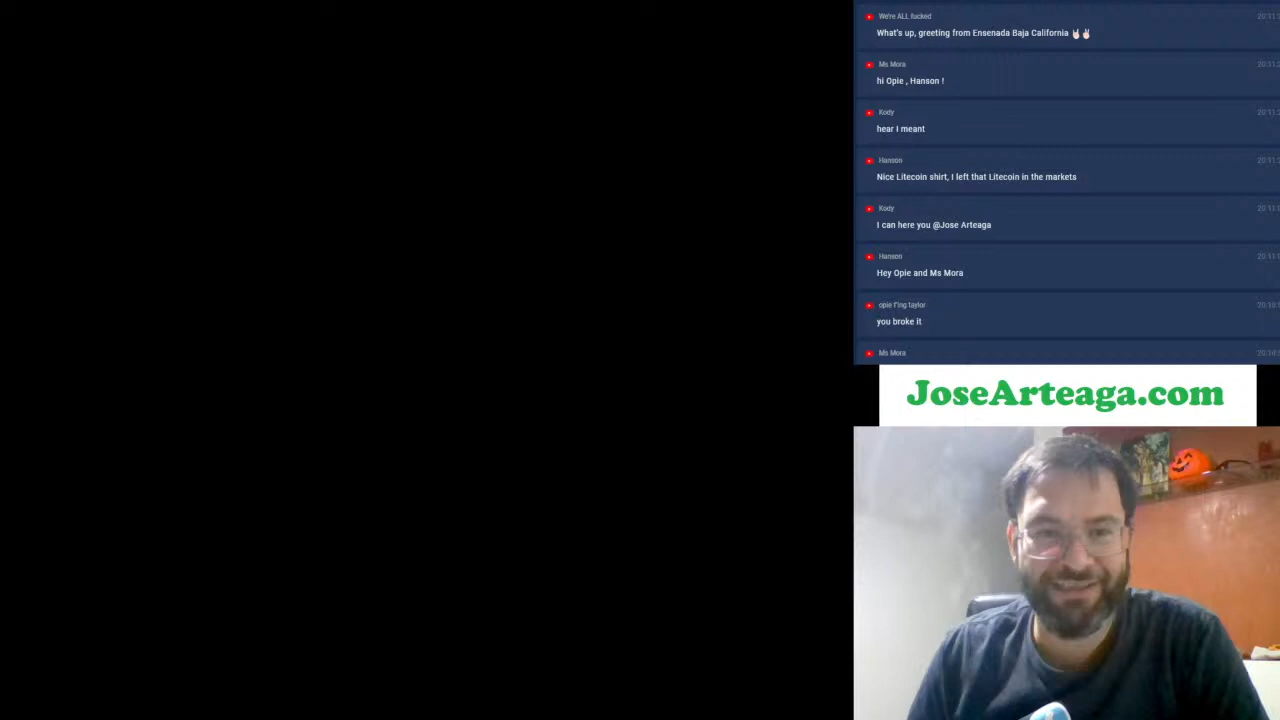 We're ALL fucked
What's up, greeting from Ensenada Baja California 🤘✌
Ms Mora
hi Opie , Hanson !
Kody
hear I meant
Hanson
Nice Litecoin shirt, I left that Litecoin in the markets
Kody
I can here you @Jose Arteaga
Hanson
Hey Opie and Ms Mora
opie f'ing taylor
you broke it
Ms Mora
JoseArteaga.com